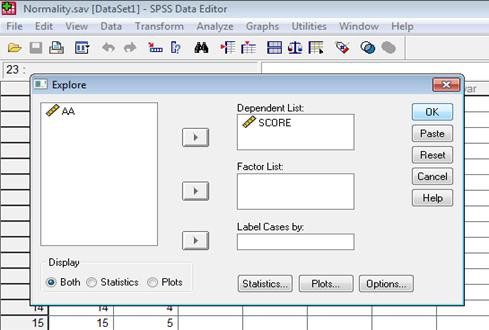 Normality.sav [DataSet1] - SPSS Data Editor
File Edit View Data Transform Analyze Graphs Utilities Window Help
23 :
Explore
var
AA
Dependent List:
SCORE
OK
Paste
Reset
Cancel
Help
Factor List:
Label Cases by:
Display
Both Statistics Plots
Statistics... Plots... Options...
14 14 4
15 15 5